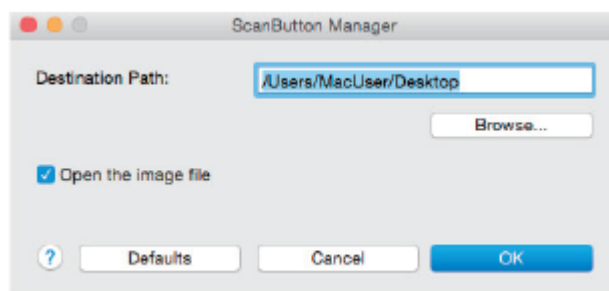 ScanButton Manager
Destination Path: /Users/MacUser/Desktop
Browse...
Open the image file
? Defaults Cancel OK